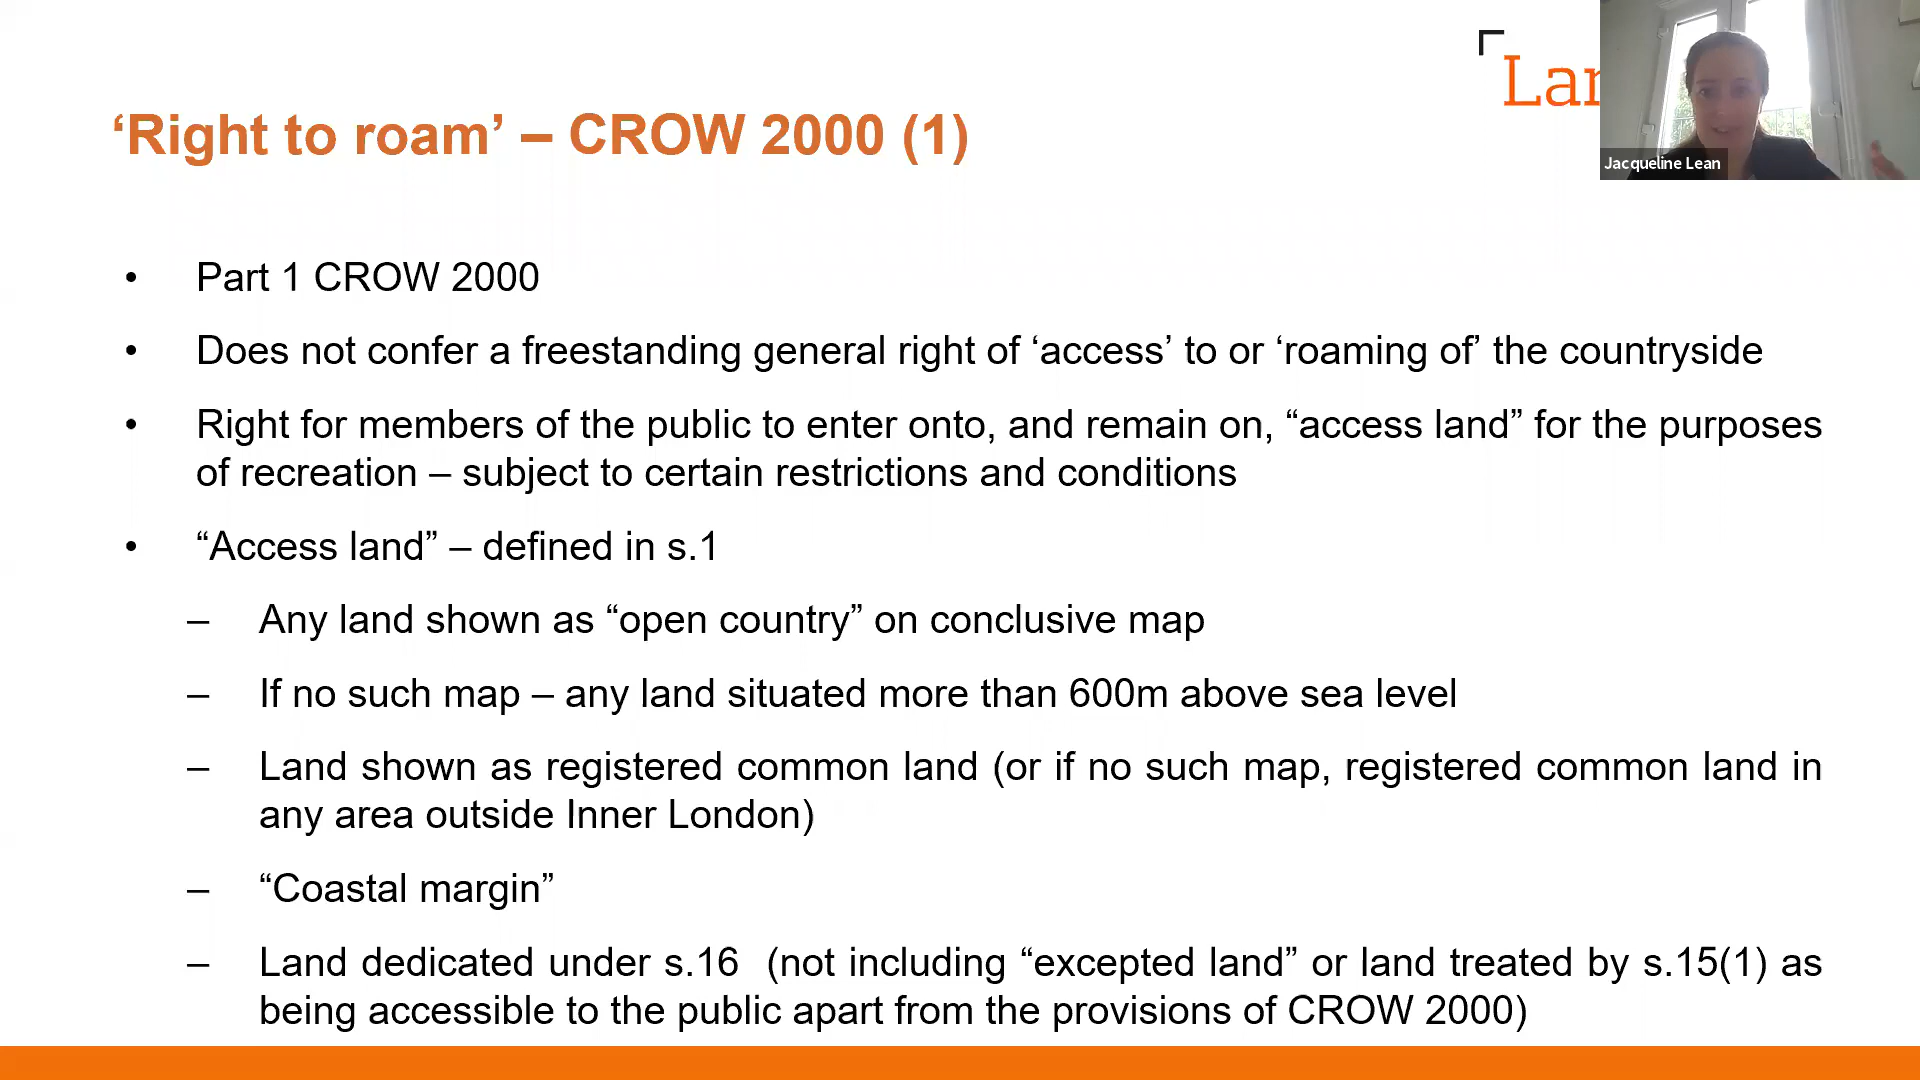 Lan
Jacqueline Lean
‘Right to roam’ – CROW 2000 (1)
• Part 1 CROW 2000
• Does not confer a freestanding general right of ‘access’ to or ‘roaming of’ the countryside
• Right for members of the public to enter onto, and remain on, “access land” for the purposes
of recreation – subject to certain restrictions and conditions
• “Access land” – defined in s.1
– Any land shown as “open country” on conclusive map
– If no such map – any land situated more than 600m above sea level
– Land shown as registered common land (or if no such map, registered common land in
any area outside Inner London)
– “Coastal margin”
– Land dedicated under s.16 (not including “excepted land” or land treated by s.15(1) as
being accessible to the public apart from the provisions of CROW 2000)